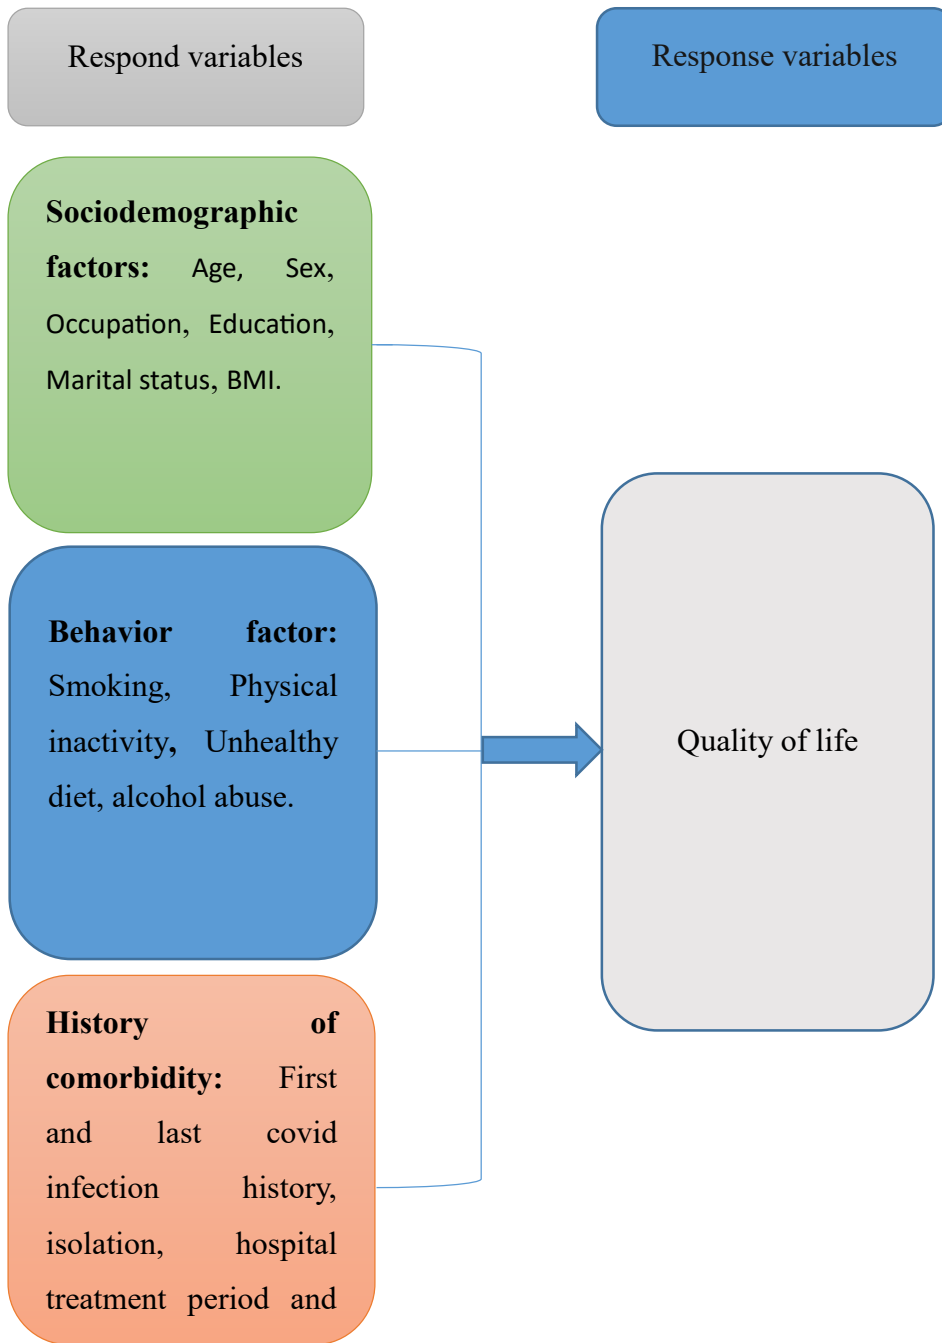 Respond variables
Response variables
Sociodemographic
factors: Age, Sex,
Occupation, Education,
Marital status, BMI.
Behavior factor:
Smoking, Physical
inactivity, Unhealthy
diet, alcohol abuse.
Quality of life
History of
comorbidity: First
and last covid
infection history,
isolation, hospital
treatment period and